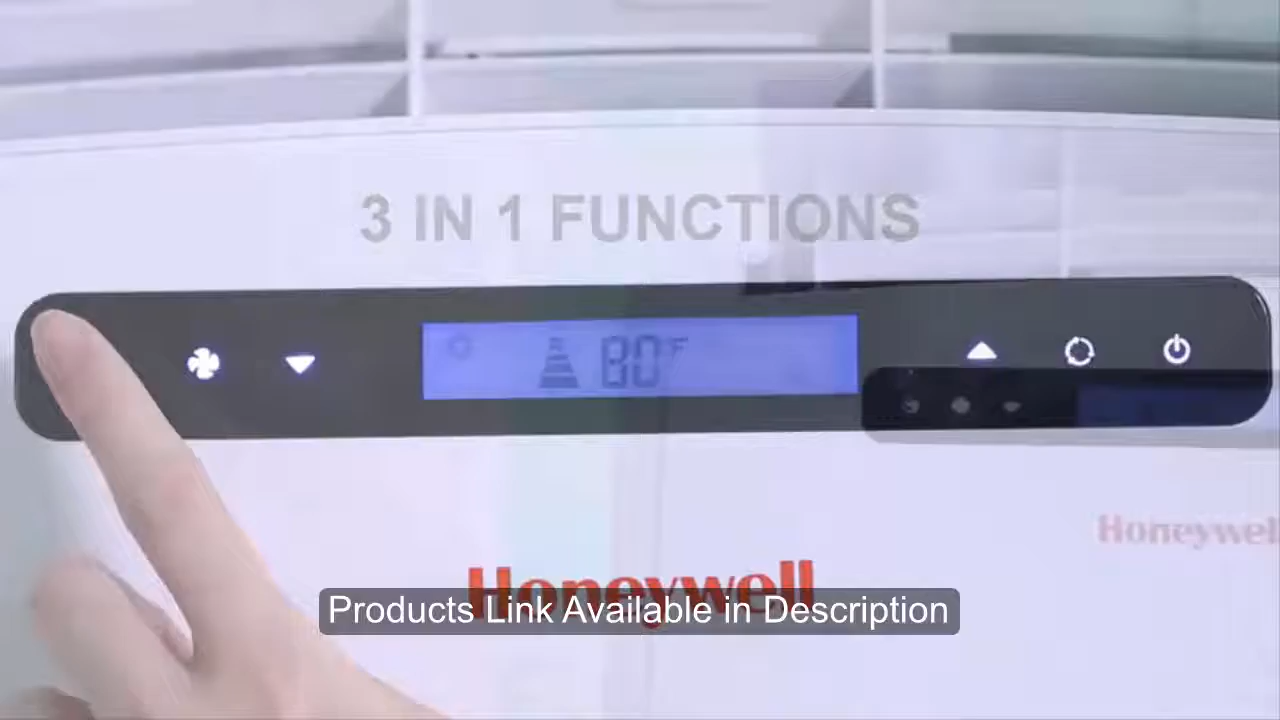 3 IN 1 FUNCTIONS
80°F
Honeywell
Honeywell
Products Link Available in Description